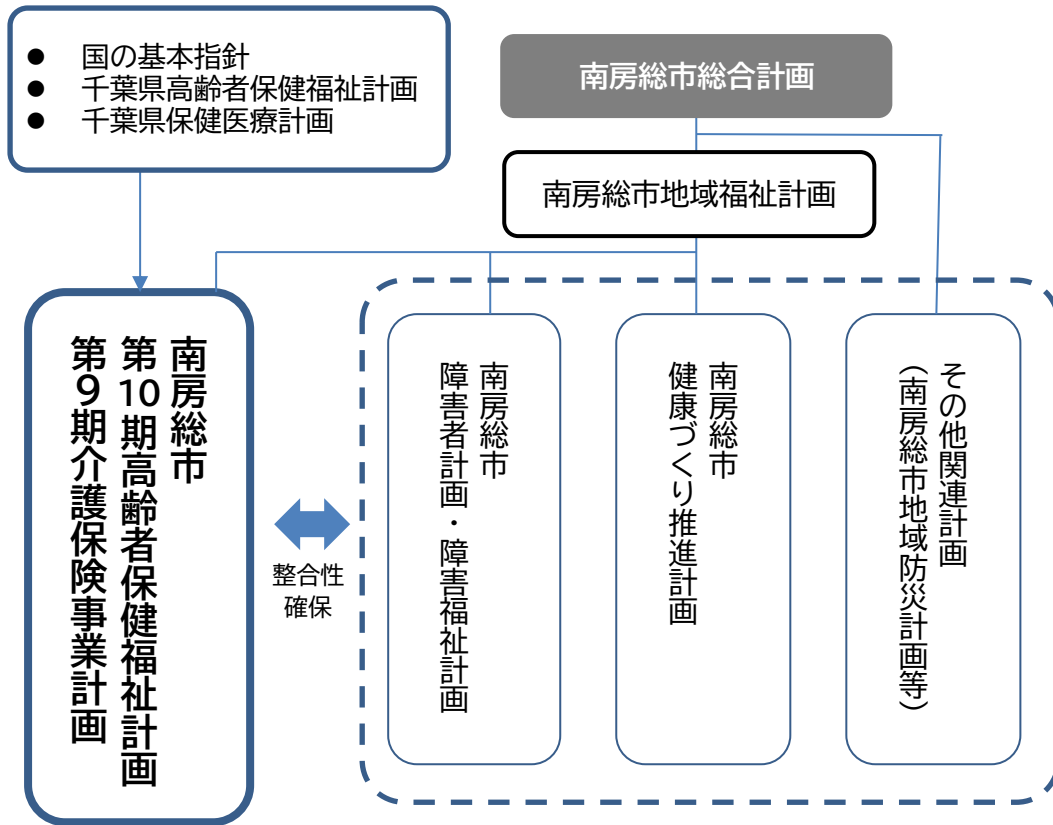 ● 国の基本指針
● 千葉県高齢者保健福祉計画
● 千葉県保健医療計画
南房総市総合計画
南房総市地域福祉計画
南房総市
第10期高齢者保健福祉計画
第９期介護保険事業計画
整合性
確保
南房総市
障害者計画・障害福祉計画
南房総市
健康づくり推進計画
その他関連計画
（南房総市地域防災計画等）